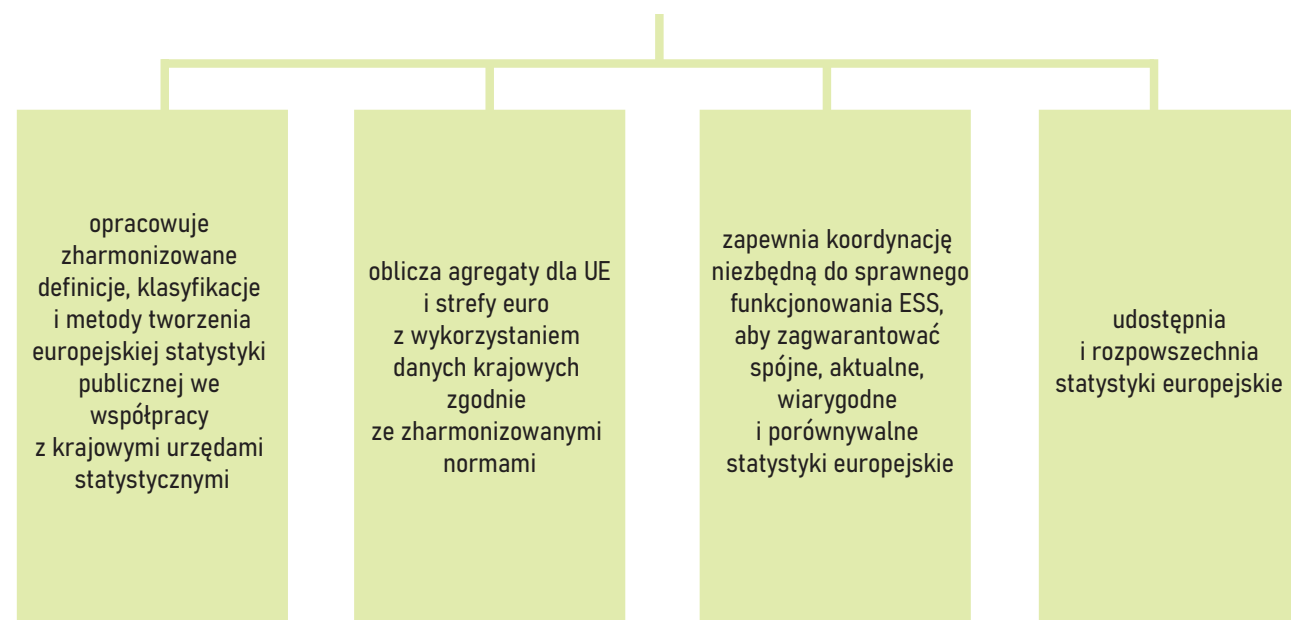 opracowuje
zharmonizowane
definicje, klasyfikacje
i metody tworzenia
europejskiej statystyki
publicznej we
współpracy
z krajowymi urzędami
statystycznymi
oblicza agregaty dla UE
i strefy euro
z wykorzystaniem
danych krajowych
zgodnie
ze zharmonizowanymi
normami
zapewnia koordynację
niezbędną do sprawnego
funkcjonowania ESS,
aby zagwarantować
spójne, aktualne,
wiarygodne
i porównywalne
statystyki europejskie
udostępnia
i rozpowszechnia
statystyki europejskie